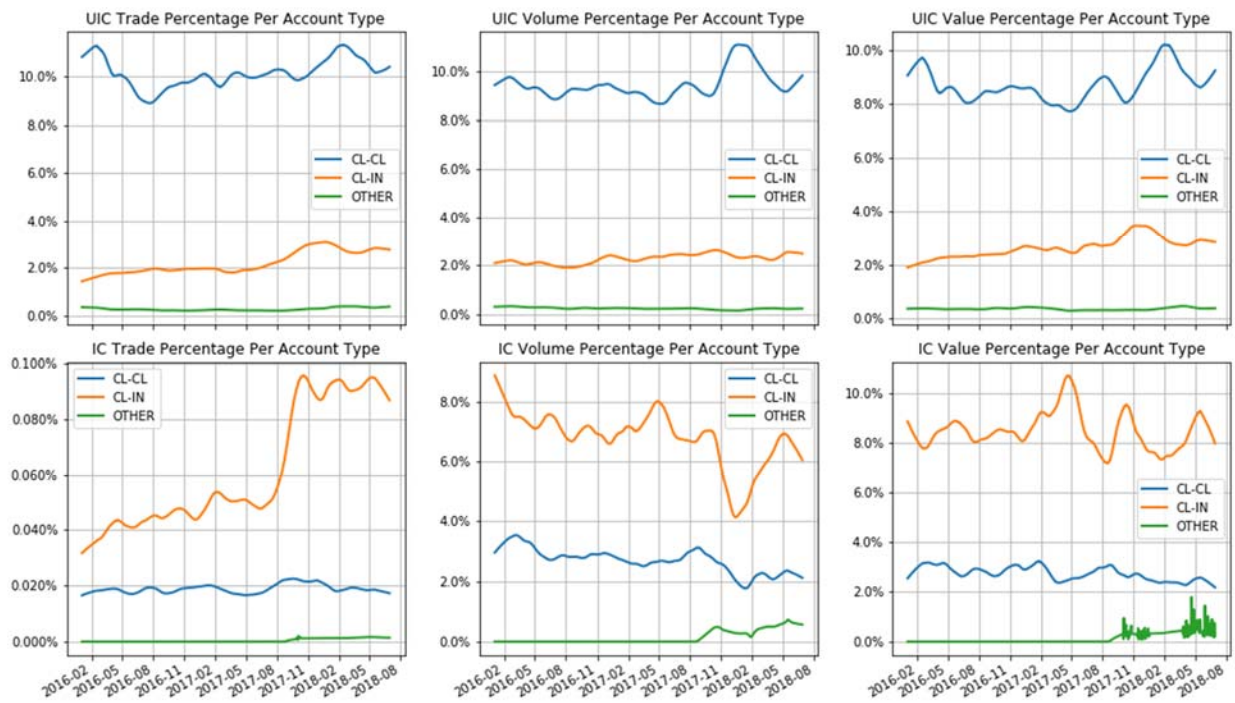 UIC Trade Percentage Per Account Type
10.0%
8.0%
6.0%
4.0%
2.0%
0.0%
CL-CL
CL-IN
OTHER
UIC Volume Percentage Per Account Type
10.0%
8.0%
6.0%
4.0%
2.0%
0.0%
CL-CL
CL-IN
OTHER
UIC Value Percentage Per Account Type
10.0%
8.0%
6.0%
4.0%
2.0%
0.0%
CL-CL
CL-IN
OTHER
IC Trade Percentage Per Account Type
0.100%
0.080%
0.060%
0.040%
0.020%
0.000%
CL-CL
CL-IN
OTHER
2016-02
2016-05
2016-08
2016-11
2017-02
2017-05
2017-08
2017-11
2018-02
2018-05
2018-08
IC Volume Percentage Per Account Type
8.0%
6.0%
4.0%
2.0%
0.0%
CL-CL
CL-IN
OTHER
2016-02
2016-05
2016-08
2016-11
2017-02
2017-05
2017-08
2017-11
2018-02
2018-05
2018-08
IC Value Percentage Per Account Type
10.0%
8.0%
6.0%
4.0%
2.0%
0.0%
CL-CL
CL-IN
OTHER
2016-02
2016-05
2016-08
2016-11
2017-02
2017-05
2017-08
2017-11
2018-02
2018-05
2018-08